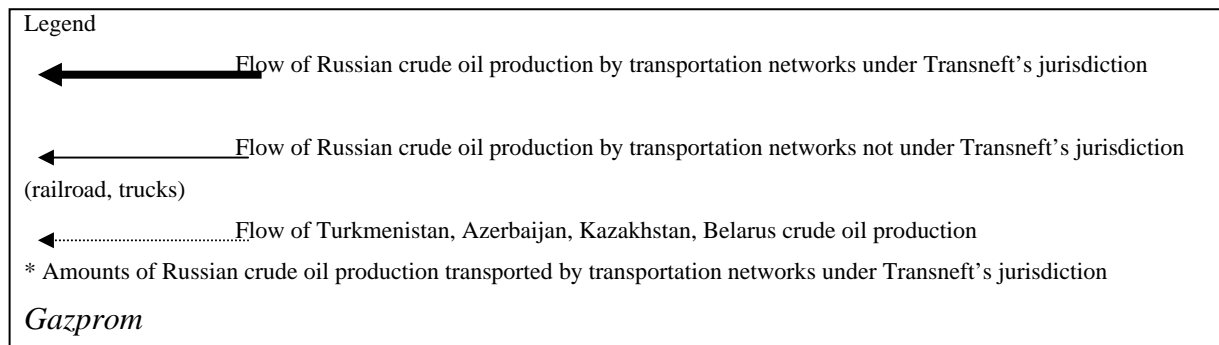 Legend
Flow of Russian crude oil production by transportation networks under Transneft's jurisdiction
Flow of Russian crude oil production by transportation networks not under Transneft's jurisdiction
(railroad, trucks)
Flow of Turkmenistan, Azerbaijan, Kazakhstan, Belarus crude oil production
* Amounts of Russian crude oil production transported by transportation networks under Transneft's jurisdiction
Gazprom